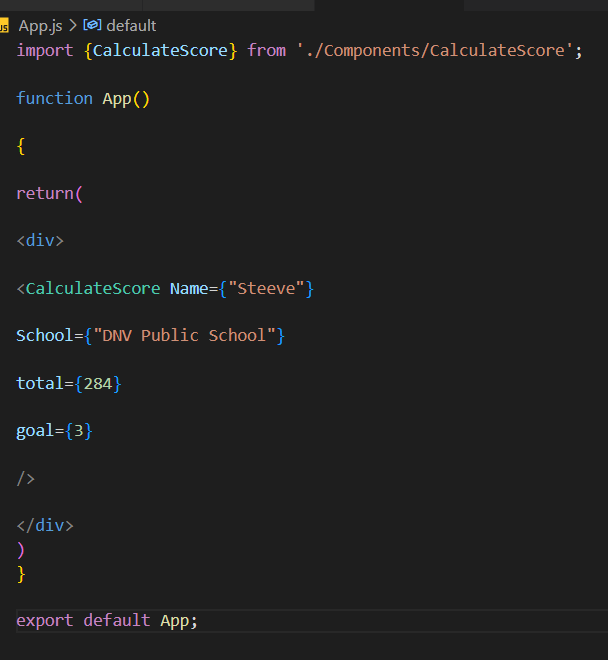 JS App.js > default
import {CalculateScore} from './Components/CalculateScore';
function App()
{
return(
<div>
<CalculateScore Name={"Steeve"}
School={"DNV Public School"}
total={284}
goal={3}
/>
</div>
)
}
export default App;